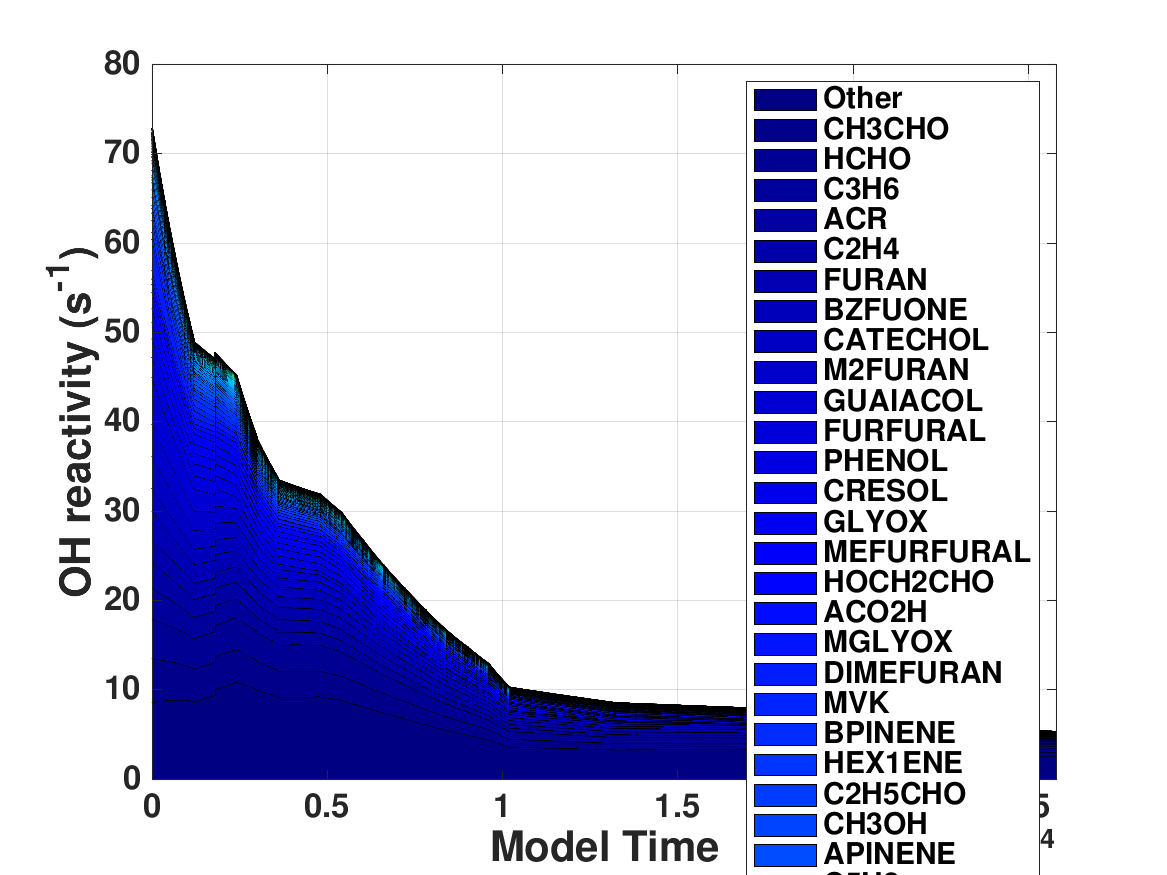 80
70
60
50
40
30
20
10
0
OH reactivity (s-1)
0
0.5
1
1.5
5
4
Model Time
Other
CH3CHO
HCHO
C3H6
ACR
C2H4
FURAN
BZFUONE
CATECHOL
M2FURAN
GUAIACOL
FURFURAL
PHENOL
CRESOL
GLYOX
MEFURFURAL
HOCH2CHO
ACO2H
MGLYOX
DIMEFURAN
MVK
BPINENE
HEX1ENE
C2H5CHO
CH3OH
APINENE